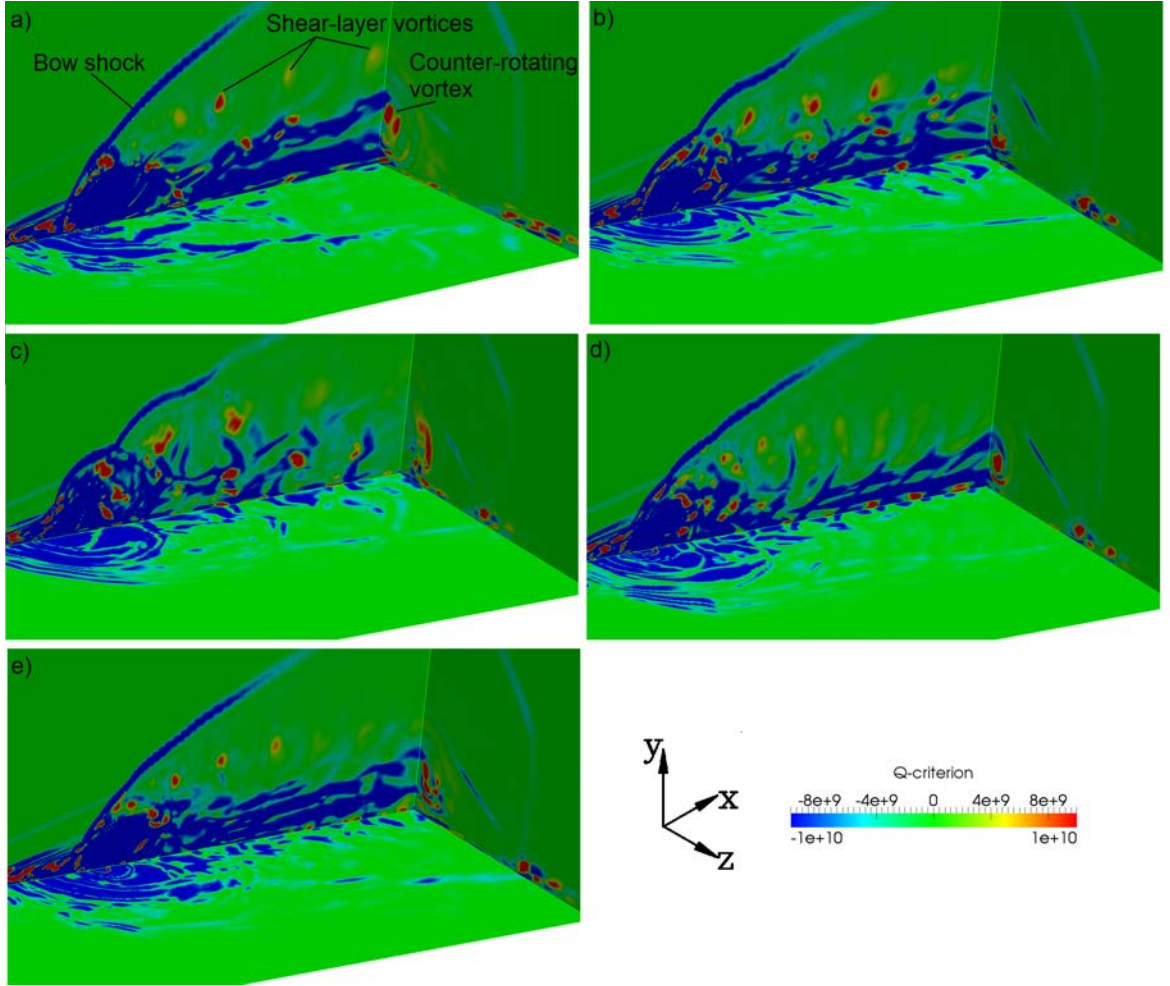 a)
Shear-layer vortices
Bow shock
Counter-rotating
vortex
b)
c)
d)
e)
y
x
z
Q-criterion
-8e+9 -4e+9 0 4e+9 8e+9
-1e+10 1e+10